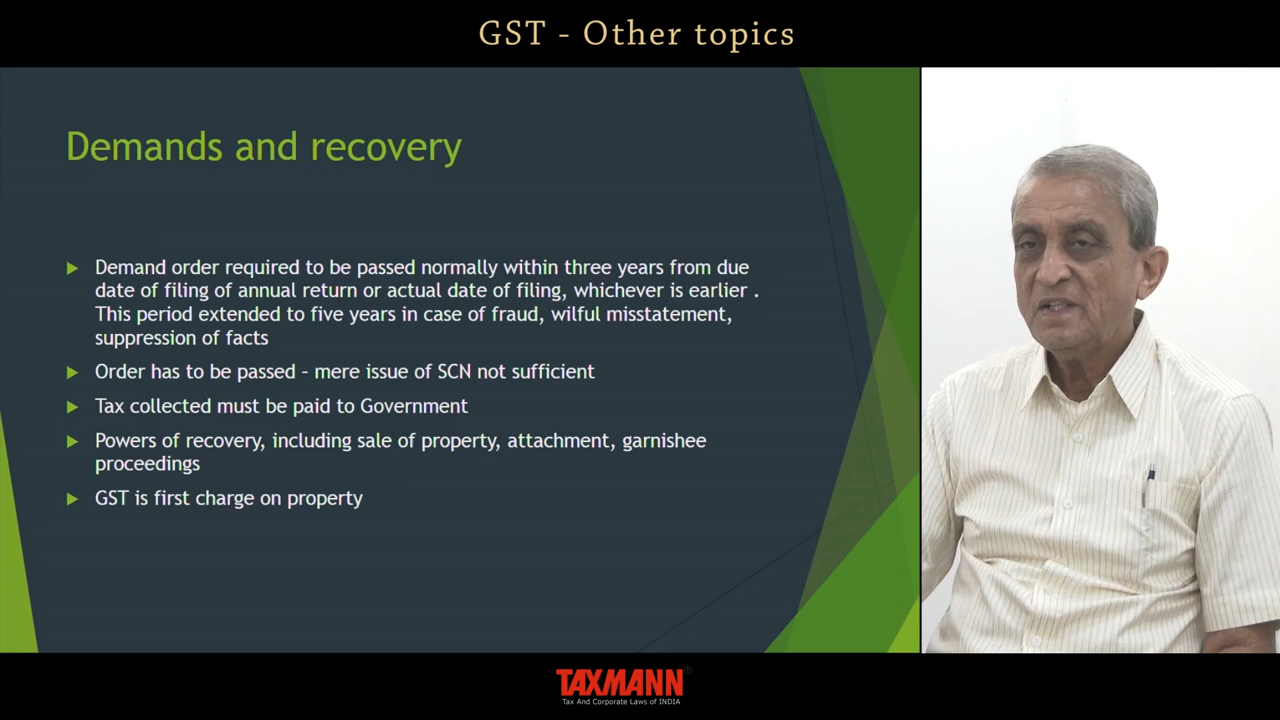 GST - Other topics
Demands and recovery
Demand order required to be passed normally within three years from due
date of filing of annual return or actual date of filing, whichever is earlier .
This period extended to five years in case of fraud, wilful misstatement,
suppression of facts
Order has to be passed – mere issue of SCN not sufficient
Tax collected must be paid to Government
Powers of recovery, including sale of property, attachment, garnishee
proceedings
GST is first charge on property
TAXMANN®
Tax And Corporate Laws of INDIA